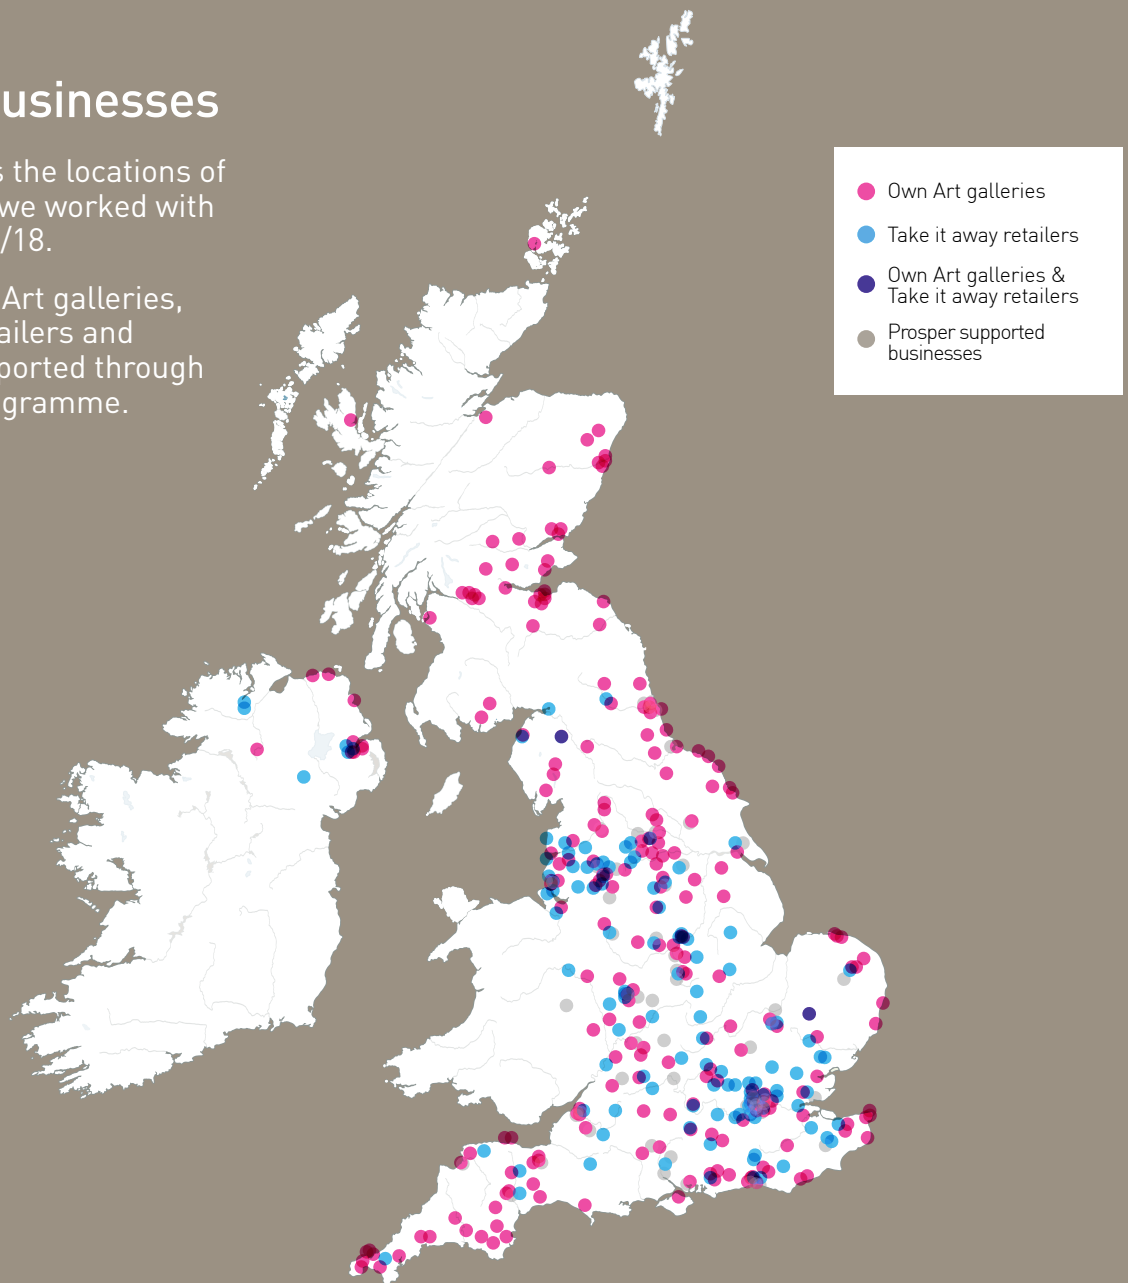 usinesses
s the locations of
we worked with
/18.
Art galleries,
ailers and
ported through
gramme.
Own Art galleries
Take it away retailers
Own Art galleries &
Take it away retailers
Prosper supported
businesses